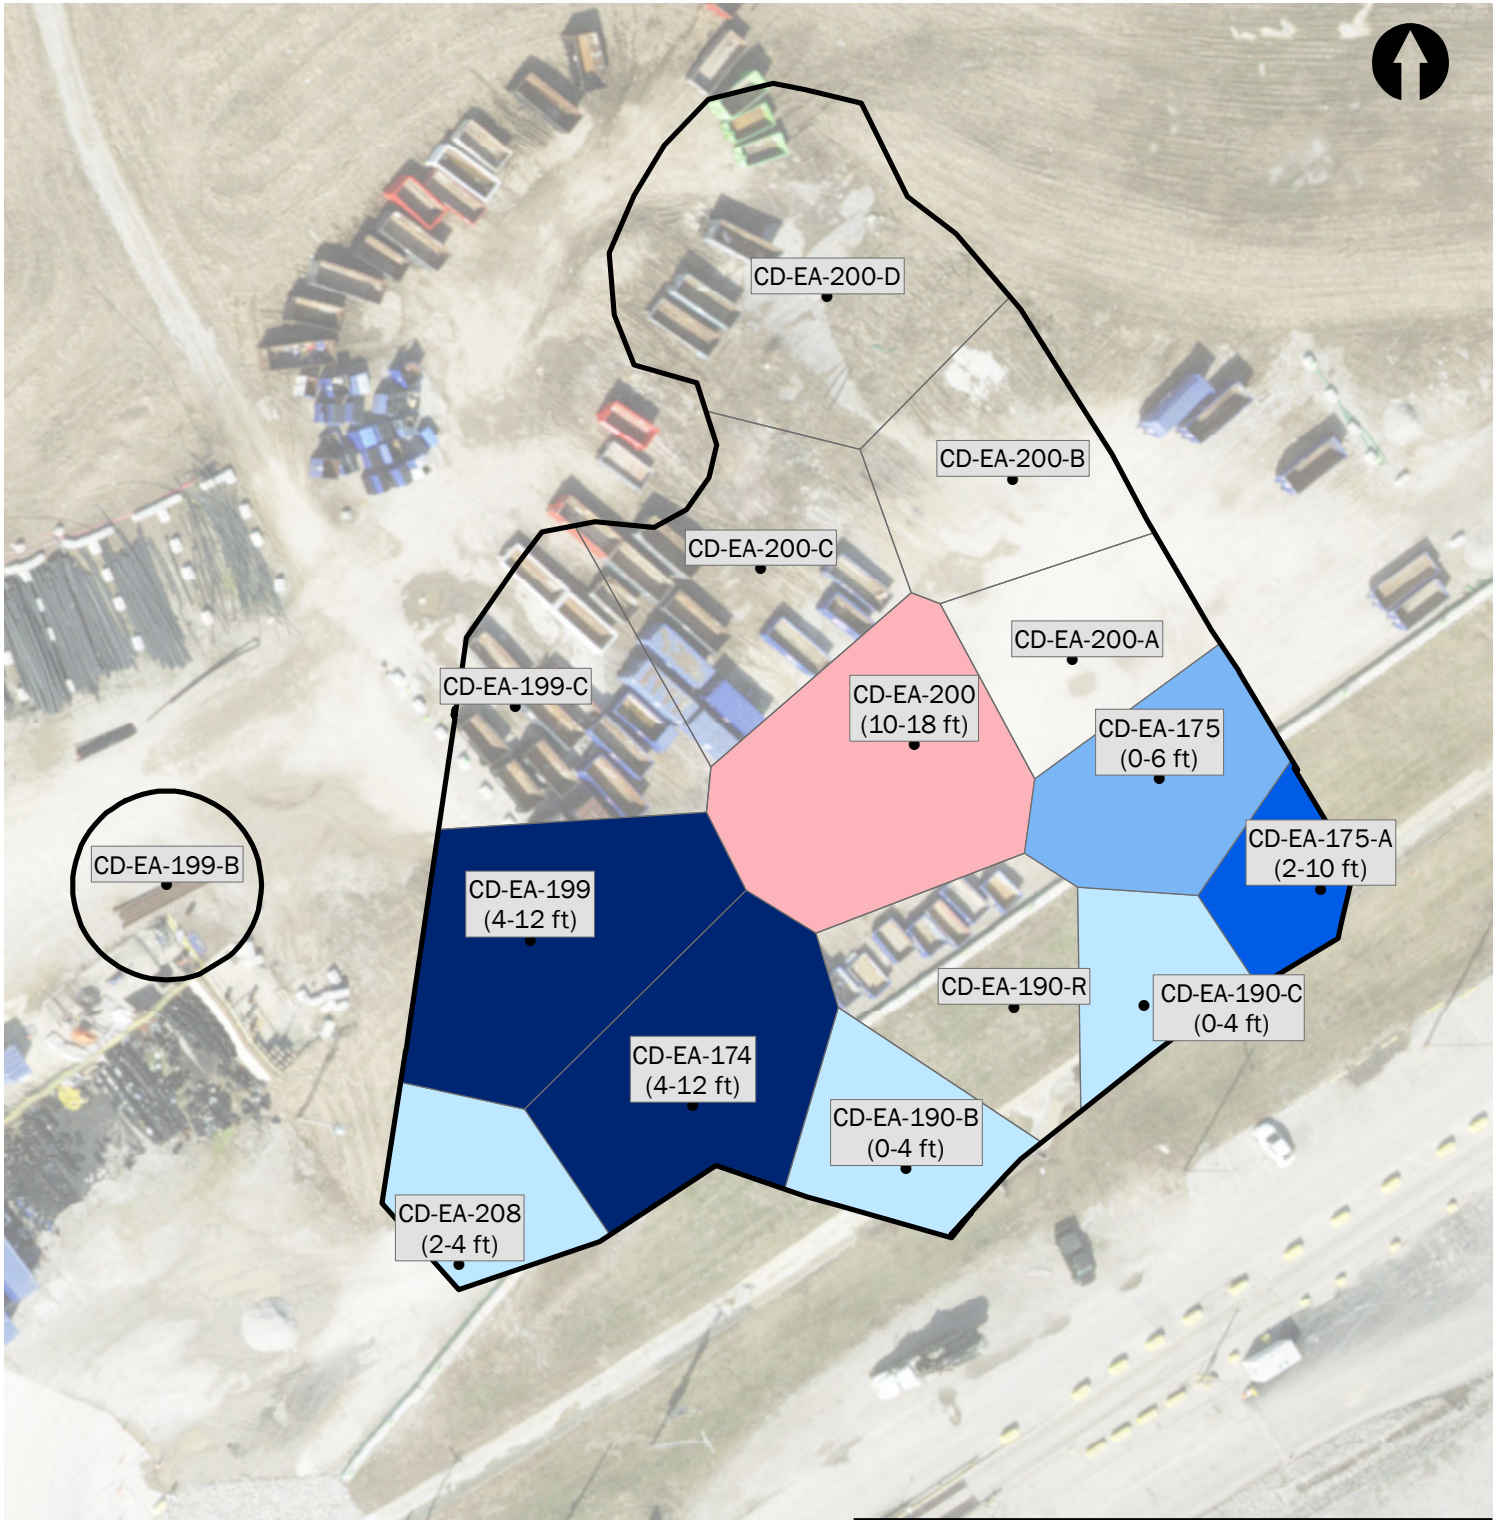 CD-EA-200-D
CD-EA-200-B
CD-EA-200-C
CD-EA-200-A
CD-EA-199-C
CD-EA-200
(10-18 ft)
CD-EA-175
(0-6 ft)
CD-EA-175-A
(2-10 ft)
CD-EA-199-B
CD-EA-199
(4-12 ft)
CD-EA-190-R
CD-EA-190-C
(0-4 ft)
CD-EA-174
(4-12 ft)
CD-EA-190-B
(0-4 ft)
CD-EA-208
(2-4 ft)